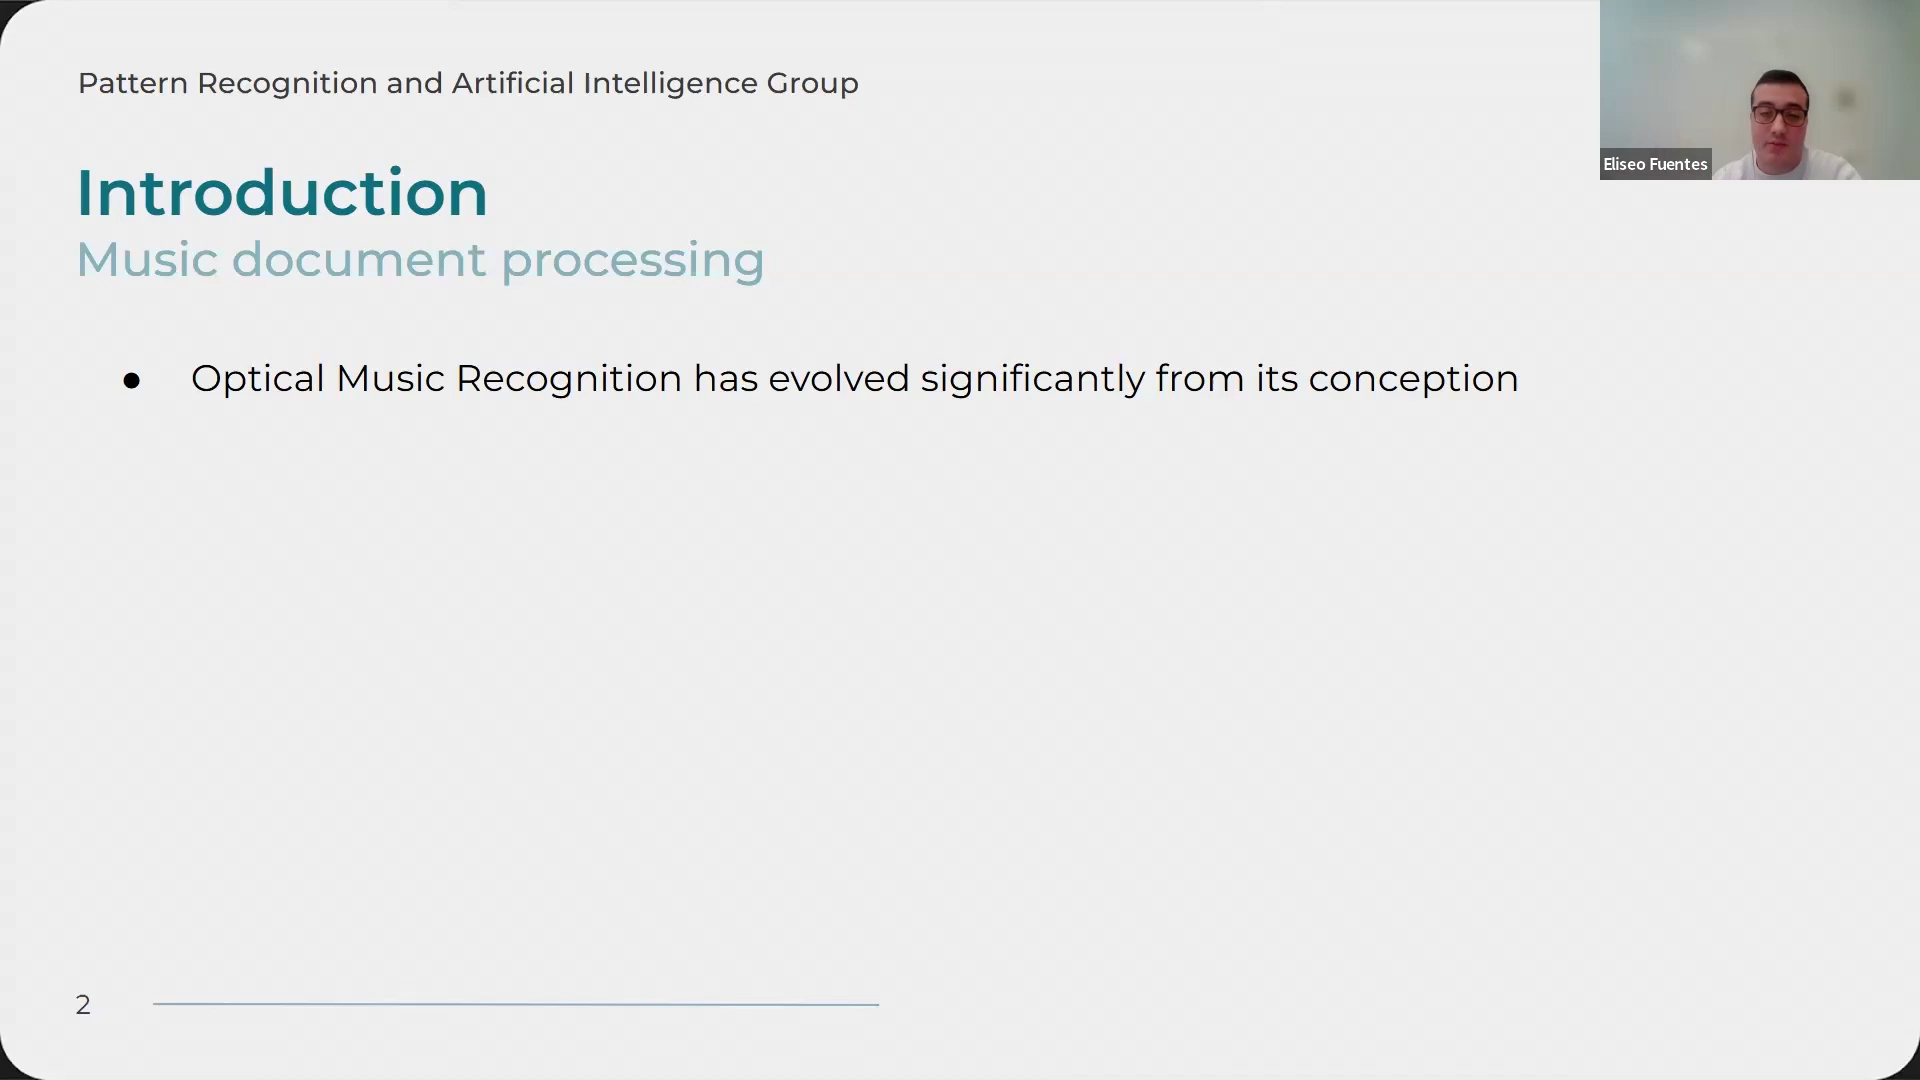 Pattern Recognition and Artificial Intelligence Group
Eliseo Fuentes
Introduction
Music document processing
● Optical Music Recognition has evolved significantly from its conception
2